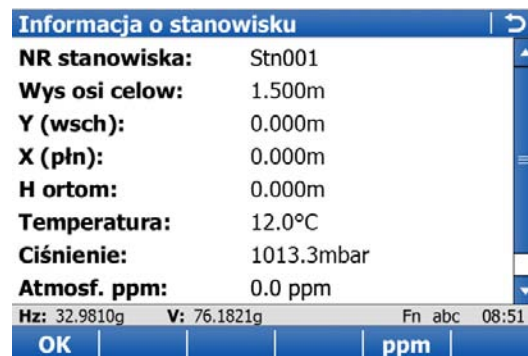 Informacja o stanowisku
NR stanowiska: Stn001
Wys osi celow: 1.500m
Y (wsch): 0.000m
X (płn): 0.000m
H ortom: 0.000m
Temperatura: 12.0°C
Ciśnienie: 1013.3mbar
Atmosf. ppm: 0.0 ppm
Hz: 32.9810g V: 76.1821g Fn abc 08:51
OK ppm